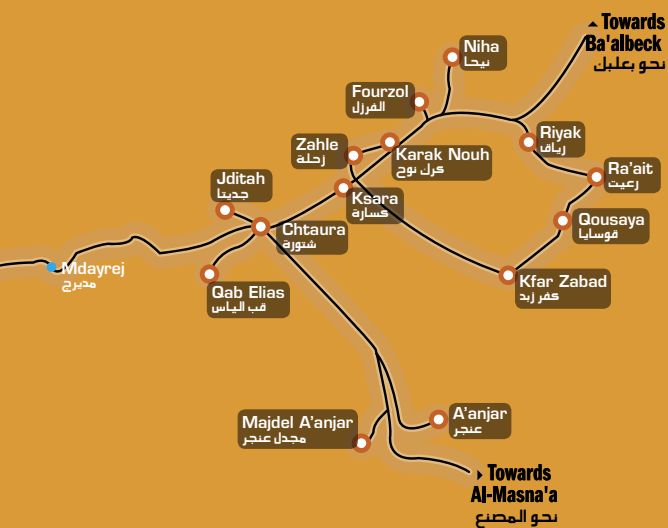 ▲ Towards
Ba'albeck
نحو بعلبك
Niha
نيحا
Fourzol
الفرزل
Riyak
رياقا
Zahle
زحلة
Karak Nouh
كرك نوح
Ra'ait
رعيت
Jditah
جديتا
Ksara
كسارة
Chtaura
شتورة
Qousaya
قوسايا
Mdayrej
مديرج
Qab Elias
قب الياس
Kfar Zabad
كفر زبد
Majdel A'anjar
مجدل عنجر
A'anjar
عنجر
▸ Towards
Al-Masna'a
نحو المصنع